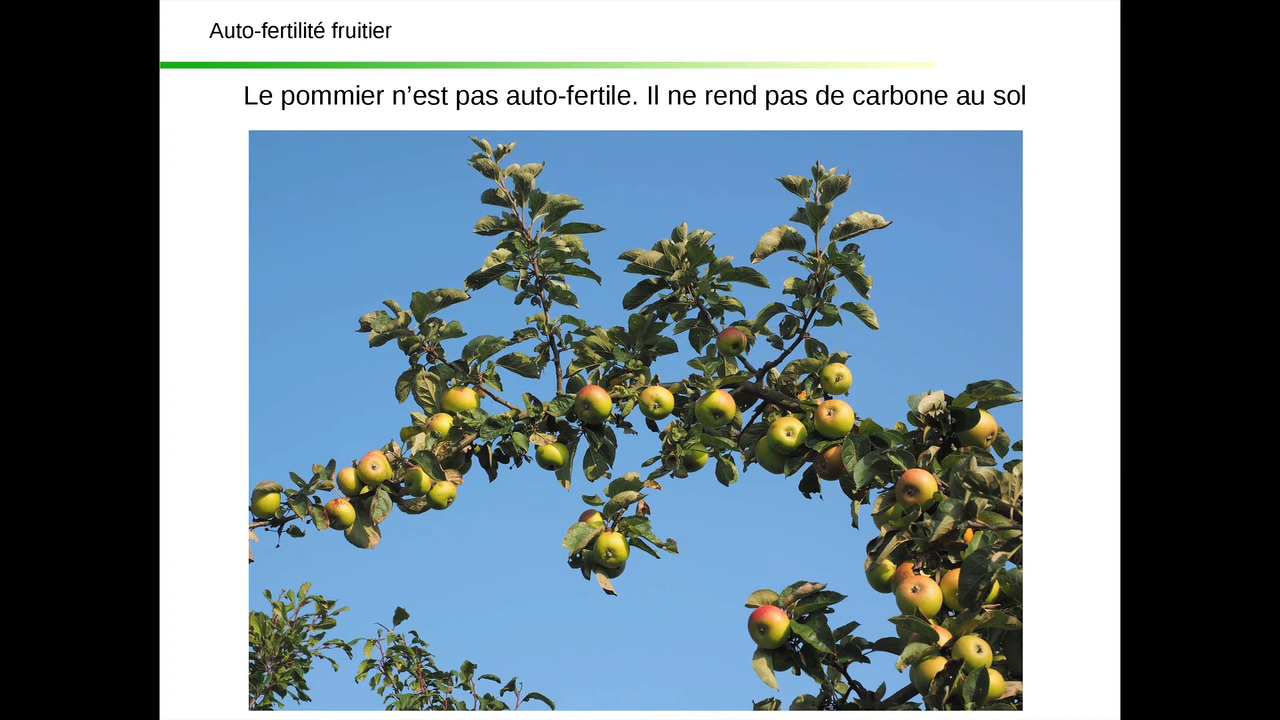 Auto-fertilité fruitier
Le pommier n’est pas auto-fertile. Il ne rend pas de carbone au sol